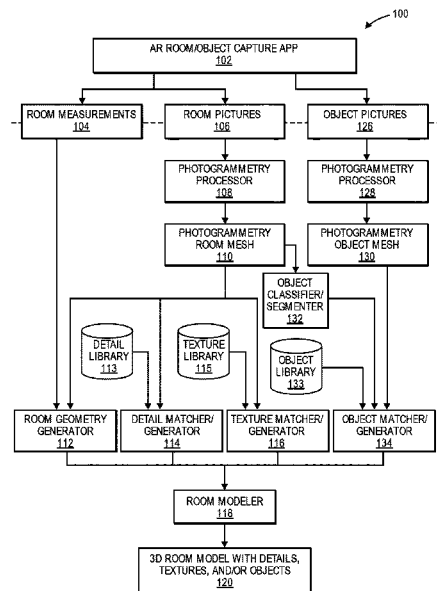 100
AR ROOM/OBJECT CAPTURE APP
102
ROOM MEASUREMENTS
104
ROOM PICTURES
106
OBJECT PICTURES
126
PHOTOGRAMMETRY
PROCESSOR
108
PHOTOGRAMMETRY
PROCESSOR
128
PHOTOGRAMMETRY
ROOM MESH
110
PHOTOGRAMMETRY
OBJECT MESH
130
OBJECT
CLASSIFIER/
SEGMENTER
132
DETAIL
LIBRARY
113
TEXTURE
LIBRARY
115
OBJECT
LIBRARY
133
ROOM GEOMETRY
GENERATOR
112
DETAIL MATCHER/
GENERATOR
114
TEXTURE MATCHER/
GENERATOR
116
OBJECT MATCHER/
GENERATOR
134
ROOM MODELER
118
3D ROOM MODEL WITH DETAILS,
TEXTURES, AND/OR OBJECTS
120